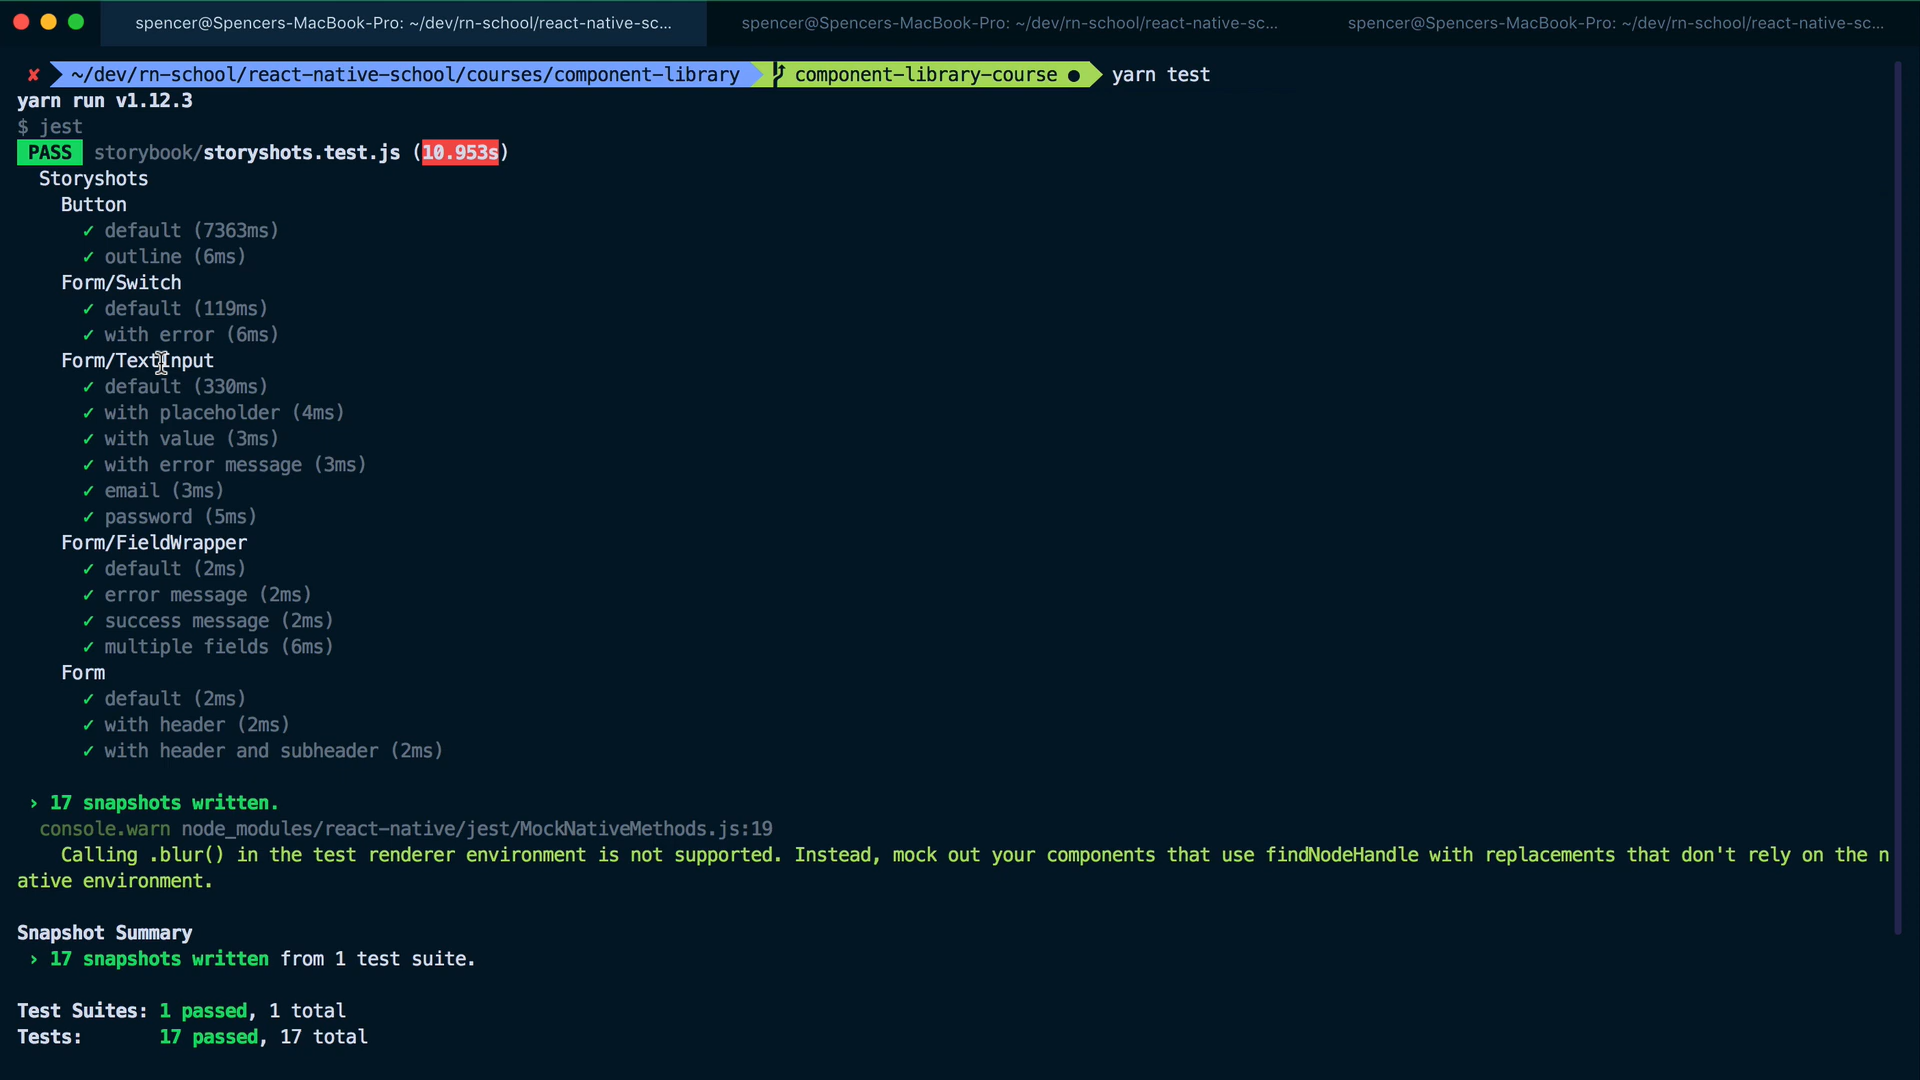 spencer@Spencers-MacBook-Pro: ~/dev/rn-school/react-native-sc... spencer@Spencers-MacBook-Pro: ~/dev/rn-school/react-native-sc... spencer@Spencers-MacBook-Pro: ~/dev/rn-school/react-native-sc...
✘ ~/dev/rn-school/react-native-school/courses/component-library component-library-course ● yarn test
yarn run v1.12.3
$ jest
PASS storybook/storyshots.test.js (10.953s)
Storyshots
Button
✓ default (7363ms)
✓ outline (6ms)
Form/Switch
✓ default (119ms)
✓ with error (6ms)
Form/TextInput
✓ default (330ms)
✓ with placeholder (4ms)
✓ with value (3ms)
✓ with error message (3ms)
✓ email (3ms)
✓ password (5ms)
Form/FieldWrapper
✓ default (2ms)
✓ error message (2ms)
✓ success message (2ms)
✓ multiple fields (6ms)
Form
✓ default (2ms)
✓ with header (2ms)
✓ with header and subheader (2ms)
› 17 snapshots written.
console.warn node_modules/react-native/jest/MockNativeMethods.js:19
Calling .blur() in the test renderer environment is not supported. Instead, mock out your components that use findNodeHandle with replacements that don't rely on the n
ative environment.
Snapshot Summary
› 17 snapshots written from 1 test suite.
Test Suites: 1 passed, 1 total
Tests: 17 passed, 17 total